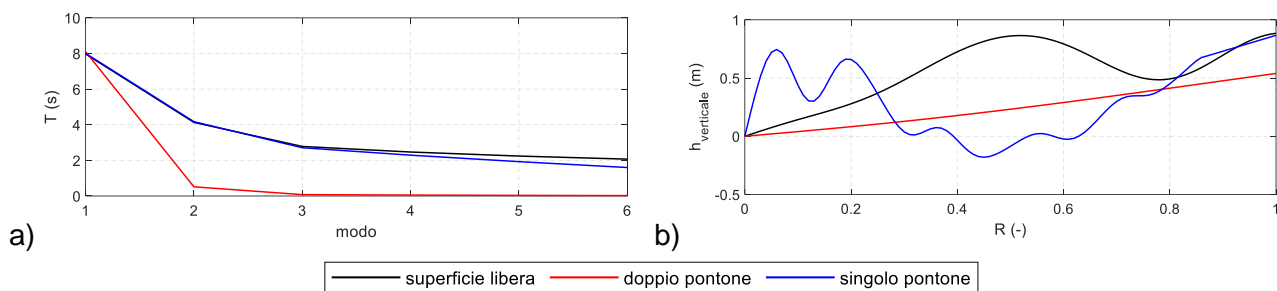 10
8
6
4
2
0
T (s)
1 2 3 4 5 6
modo
a)
1
0.5
0
-0.5
h verticale (m)
0 0.2 0.4 0.6 0.8 1
R (-)
b)
superficie libera doppio pontone singolo pontone